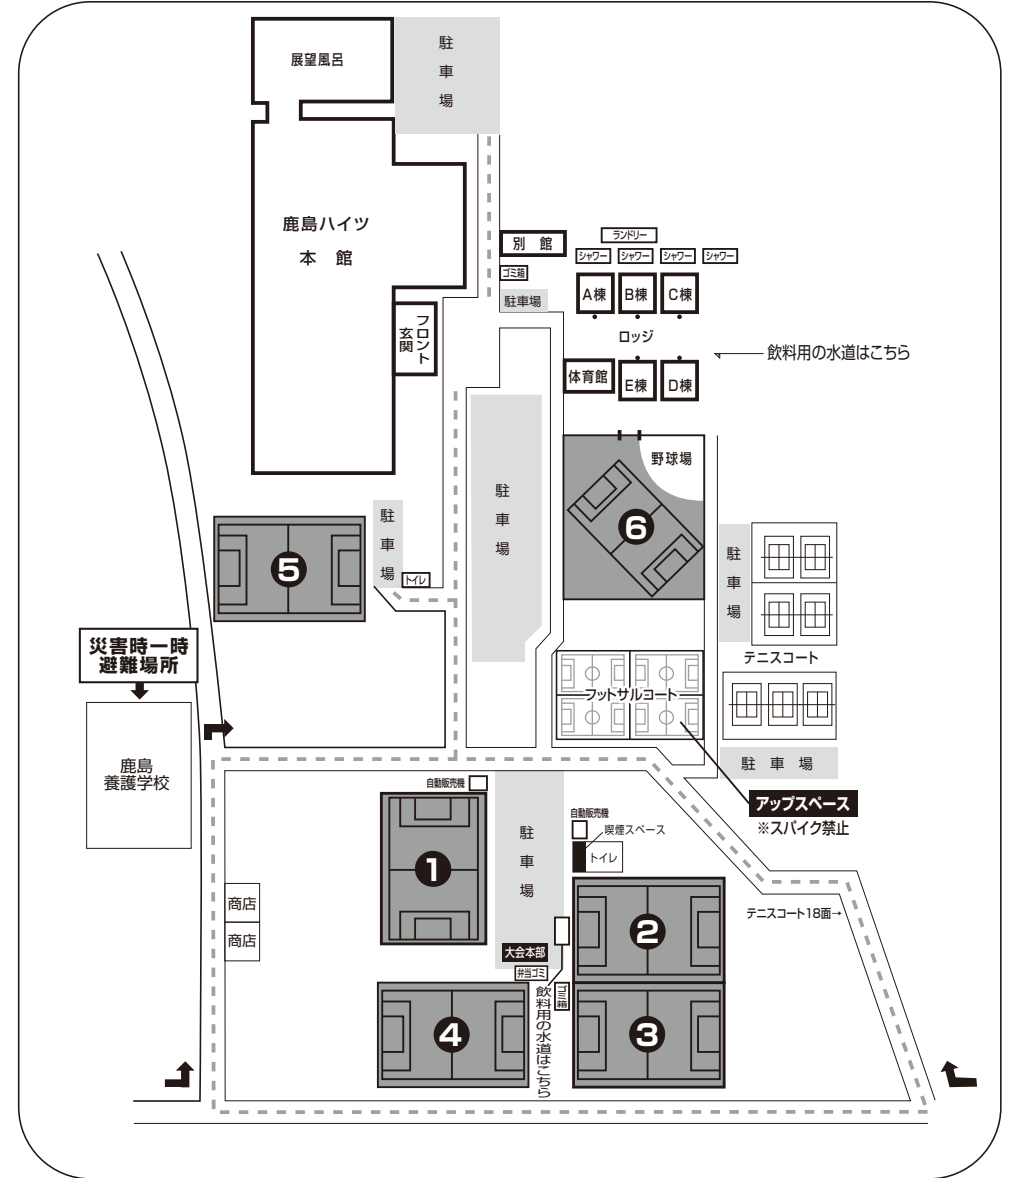 展望風呂
駐車場
鹿島ハイツ
本館
フロント
玄関
別館
ゴミ箱
駐車場
ランドリー
シャワー
シャワー
シャワー
シャワー
A棟
B棟
C棟
ロッジ
飲料用の水道はこちら
体育館
E棟
D棟
野球場
6
駐車場
駐車場
トイレ
5
駐車場
テニスコート
フットサルコート
駐車場
災害時一時
避難場所
鹿島
養護学校
アップスペース
※スパイク禁止
自動販売機
1
駐車場
自動販売機
喫煙スペース
トイレ
商店
商店
テニスコート18面→
2
大会本部
弁当ゴミ
ゴミ箱
飲料用の水道はこちら
4
3